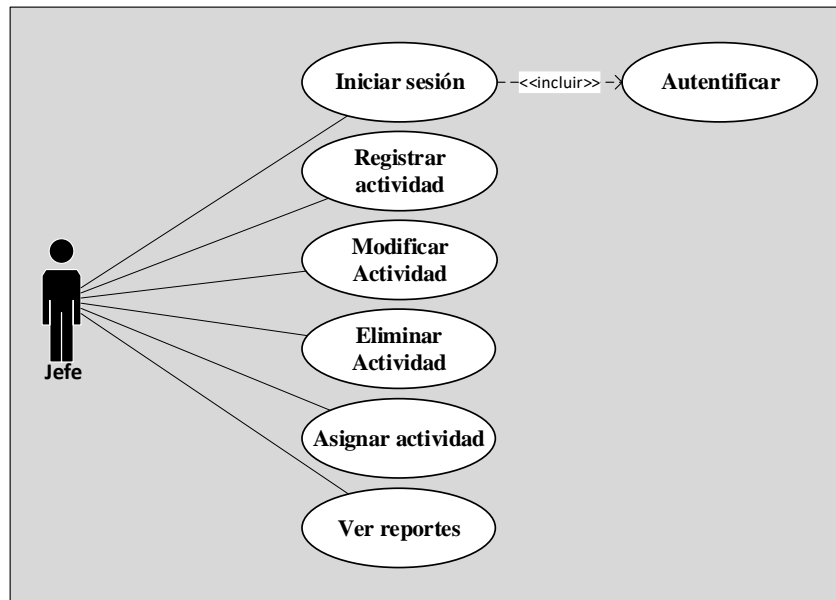 Iniciar sesión
<<incluir>>
Autentificar
Registrar
actividad
Modificar
Actividad
Eliminar
Actividad
Jefe
Asignar actividad
Ver reportes